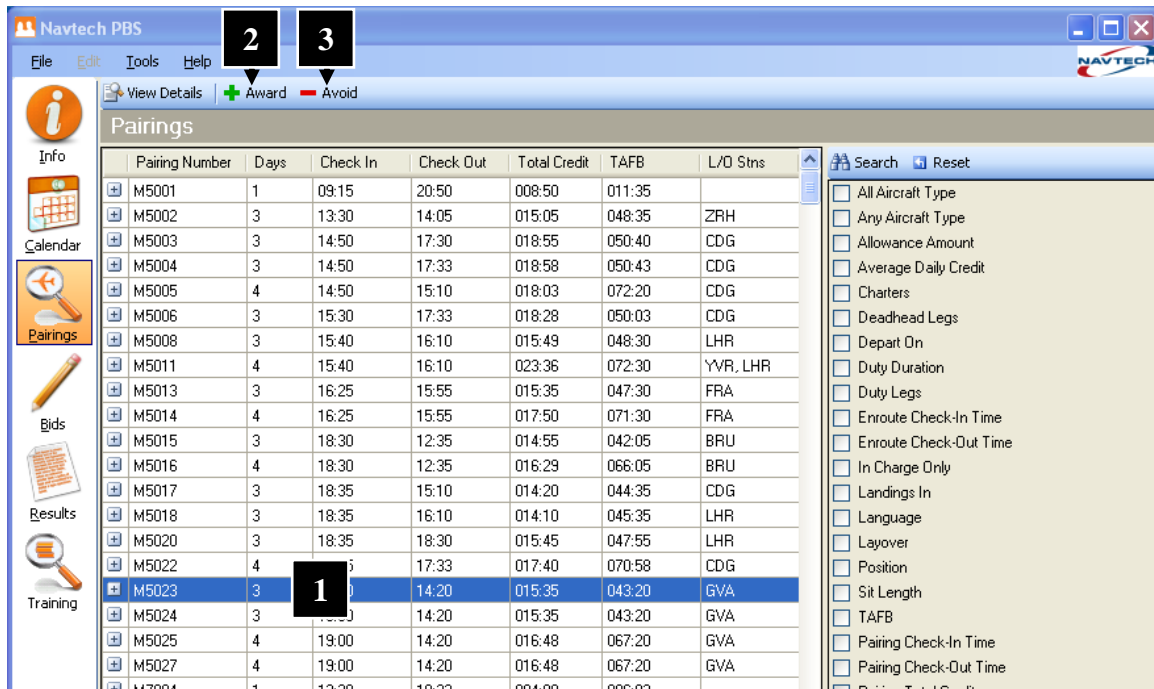 Navtech PBS
2
3
File Edit Tools Help
NAVTECH
View Details Award Avoid
Pairings
Info
Calendar
Pairings
Bids
Results
Training
Pairing Number Days Check In Check Out Total Credit TAFB L/O Stns
M5001 1 09:15 20:50 008:50 011:35
M5002 3 13:30 14:05 015:05 048:35 ZRH
M5003 3 14:50 17:30 018:55 050:40 CDG
M5004 3 14:50 17:33 018:58 050:43 CDG
M5005 4 14:50 15:10 018:03 072:20 CDG
M5006 3 15:30 17:33 018:28 050:03 CDG
M5008 3 15:40 16:10 015:49 048:30 LHR
M5011 4 15:40 16:10 023:36 072:30 YVR, LHR
M5013 3 16:25 15:55 015:35 047:30 FRA
M5014 4 16:25 15:55 017:50 071:30 FRA
M5015 3 18:30 12:35 014:55 042:05 BRU
M5016 4 18:30 12:35 016:29 066:05 BRU
M5017 3 18:35 15:10 014:20 044:35 CDG
M5018 3 18:35 16:10 014:10 045:35 LHR
M5020 3 18:35 18:30 015:45 047:55 LHR
M5022 4 17:33 017:40 070:58 CDG
M5023 3 1 14:20 015:35 043:20 GVA
M5024 3 14:20 015:35 043:20 GVA
M5025 4 19:00 14:20 016:48 067:20 GVA
M5027 4 19:00 14:20 016:48 067:20 GVA
Search Reset
All Aircraft Type
Any Aircraft Type
Allowance Amount
Average Daily Credit
Charters
Deadhead Legs
Depart On
Duty Duration
Duty Legs
Enroute Check-In Time
Enroute Check-Out Time
In Charge Only
Landings In
Language
Layover
Position
Sit Length
TAFB
Pairing Check-In Time
Pairing Check-Out Time